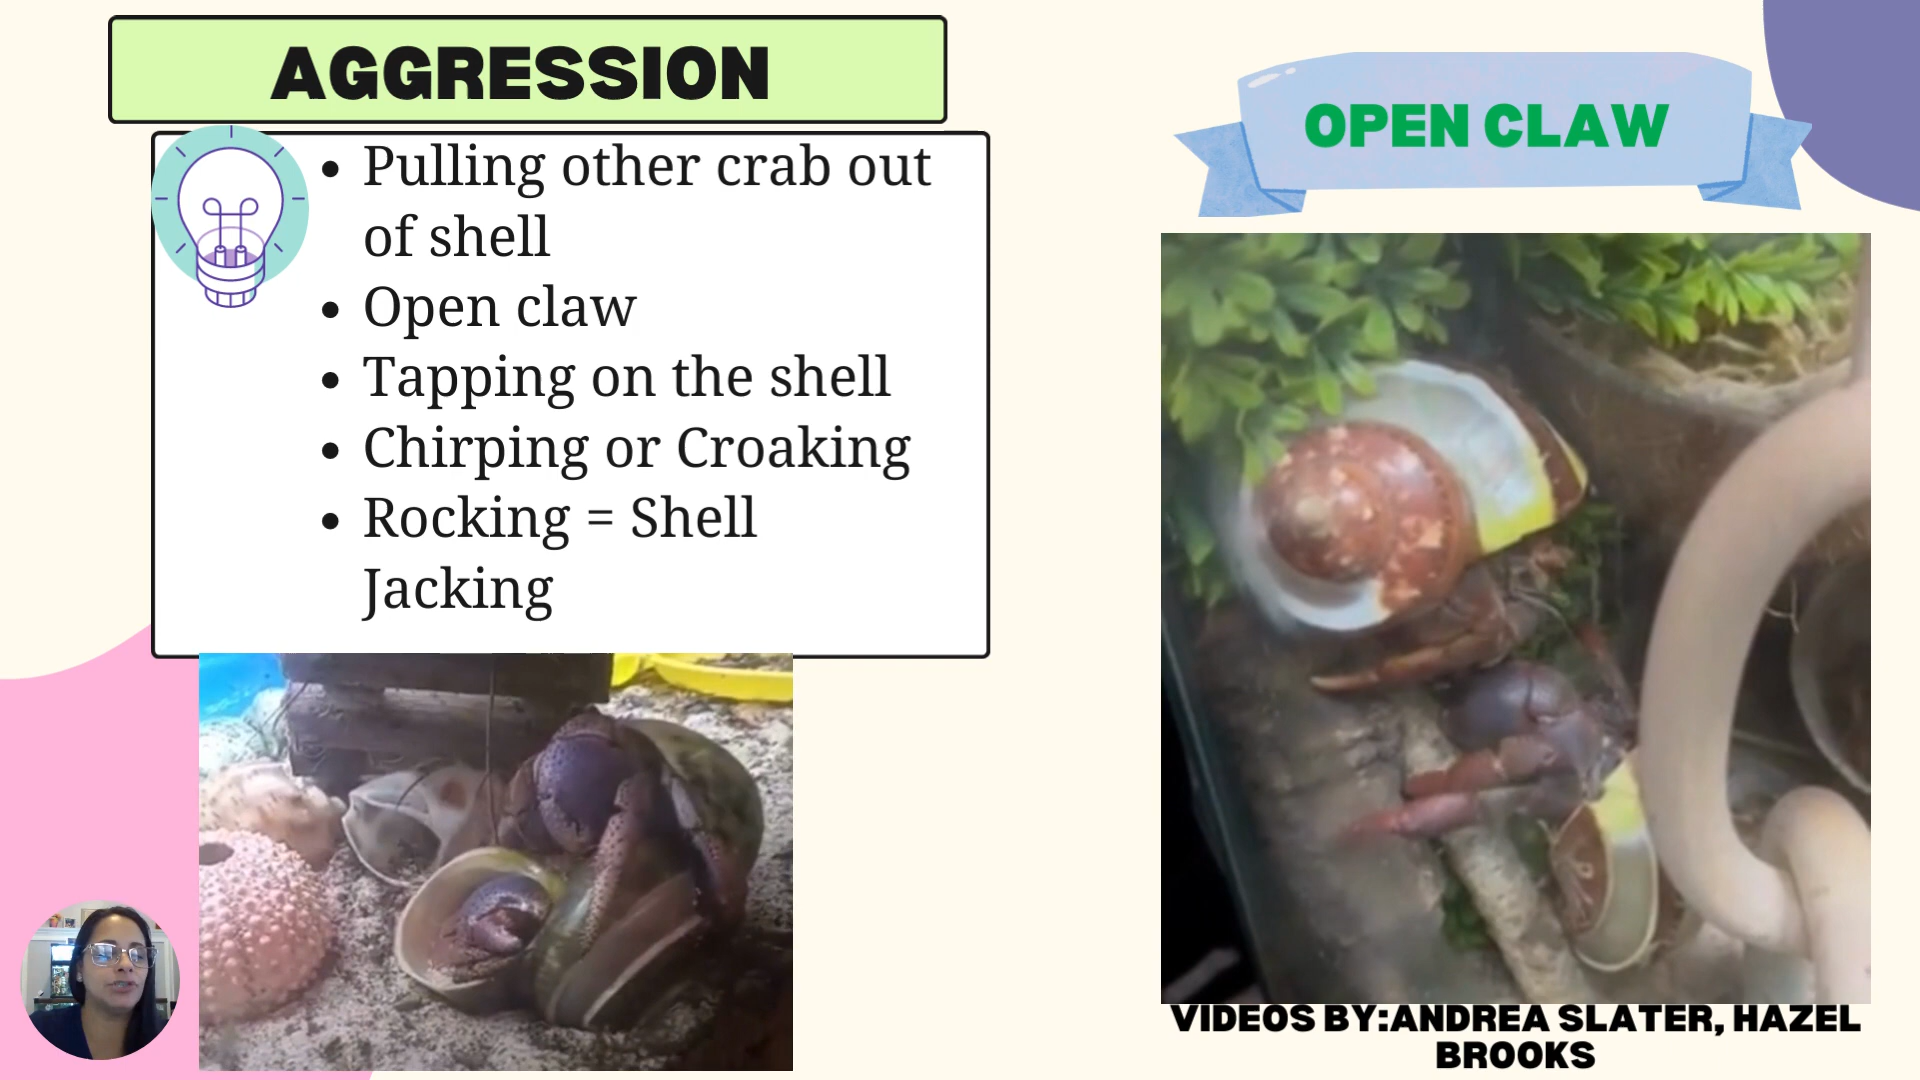 AGGRESSION
• Pulling other crab out
of shell
• Open claw
• Tapping on the shell
• Chirping or Croaking
• Rocking = Shell
Jacking
OPEN CLAW
VIDEOS BY:ANDREA SLATER, HAZEL
BROOKS